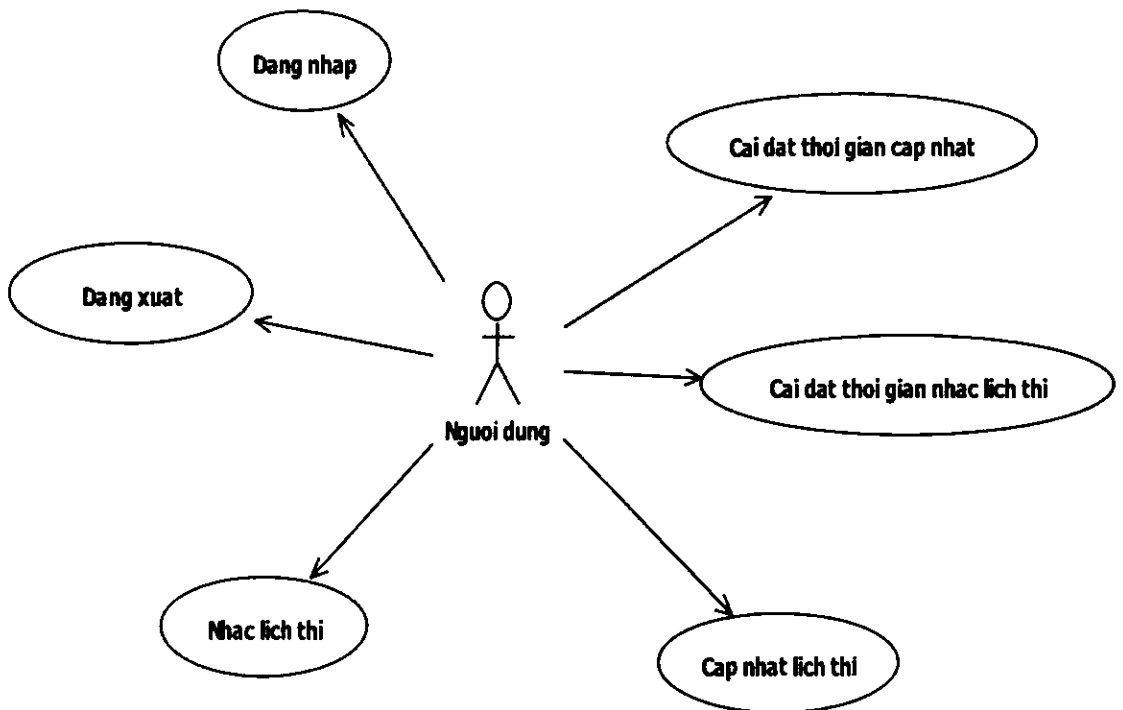 Dang nhap
Cai dat thoi gian cap nhat
Dang xuat
Cai dat thoi gian nhac lich thi
Nguoi dung
Nhac lich thi
Cap nhat lich thi